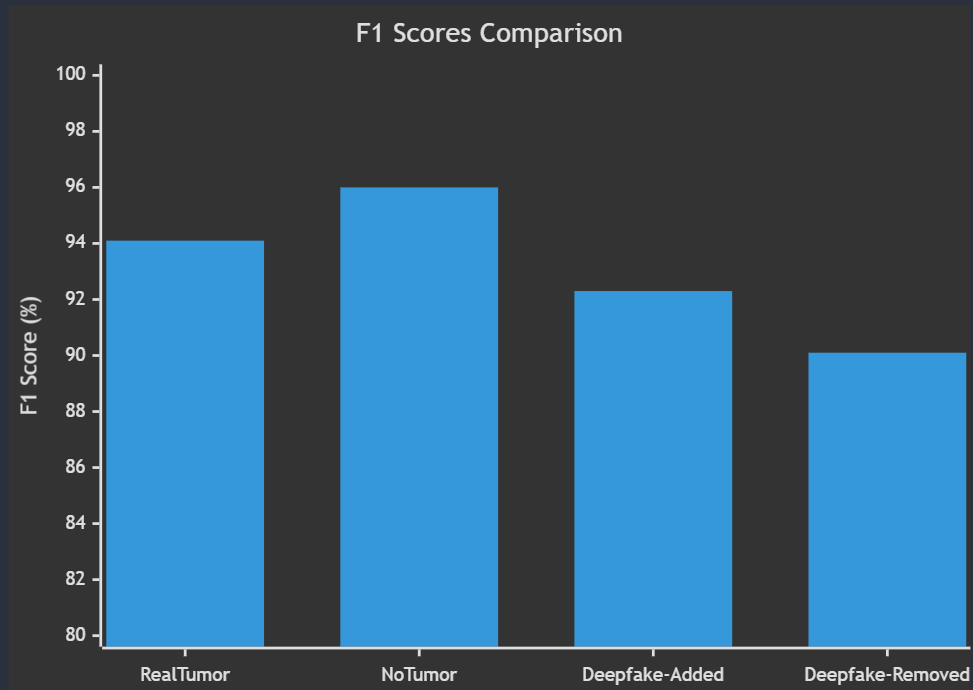 F1 Scores Comparison
100
98
96
94
92
90
88
86
84
82
80
F1 Score (%)
RealTumor
NoTumor
Deepfake-Added
Deepfake-Removed